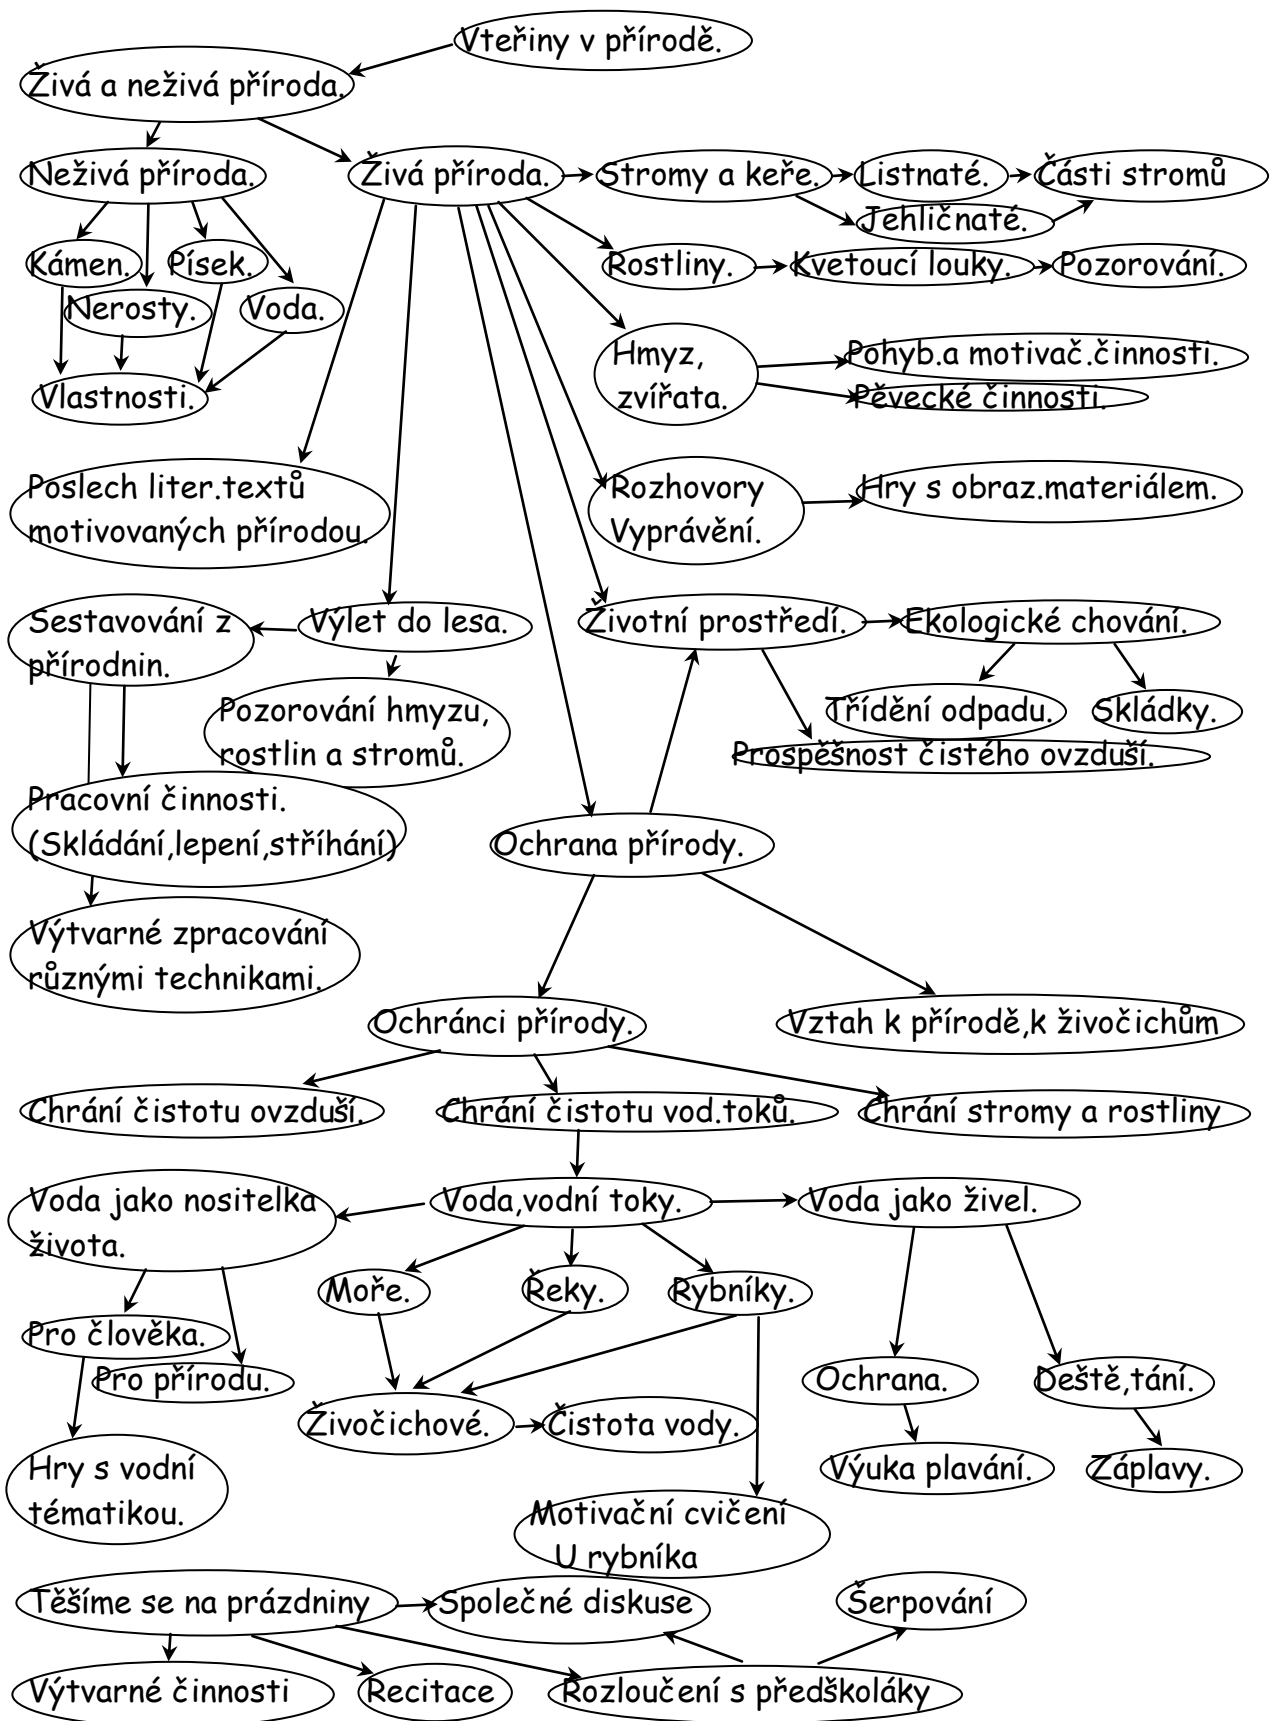 Vteřiny v přírodě.
Živá a neživá příroda.
Neživá příroda.
Živá příroda.
Stromy a keře.
Listnaté.
Části stromů
Jehličnaté.
Kámen.
Písek.
Rostliny.
Kvetoucí louky.
Pozorování.
Nerosty.
Voda.
Hmyz,
zvířata.
Pohyb.a motivač.činnosti.
Vlastnosti.
Pěvecké činnosti.
Poslech liter.textů
motivovaných přírodou.
Rozhovory
Vyprávění.
Hry s obraz.materiálem.
Sestavování z
přírodnin.
Výlet do lesa.
Životní prostředí.
Ekologické chování.
Pozorování hmyzu,
rostlin a stromů.
Třídění odpadu.
Skládky.
Prospěšnost čistého ovzduší.
Pracovní činnosti.
(Skládání,lepení,stříhání)
Ochrana přírody.
Výtvarné zpracování
různými technikami.
Ochránci přírody.
Vztah k přírodě,k živočichům
Chrání čistotu ovzduší.
Chrání čistotu vod.toků.
Chrání stromy a rostliny
Voda jako nositelka
života.
Voda,vodní toky.
Voda jako živel.
Moře.
Řeky.
Rybníky.
Pro člověka.
Pro přírodu.
Ochrana.
Deště,tání.
Živočichové.
Čistota vody.
Hry s vodní
tématikou.
Výuka plavání.
Záplavy.
Motivační cvičení
U rybníka
Těšíme se na prázdniny
Společné diskuse
Šerpování
Výtvarné činnosti
Recitace
Rozloučení s předškoláky